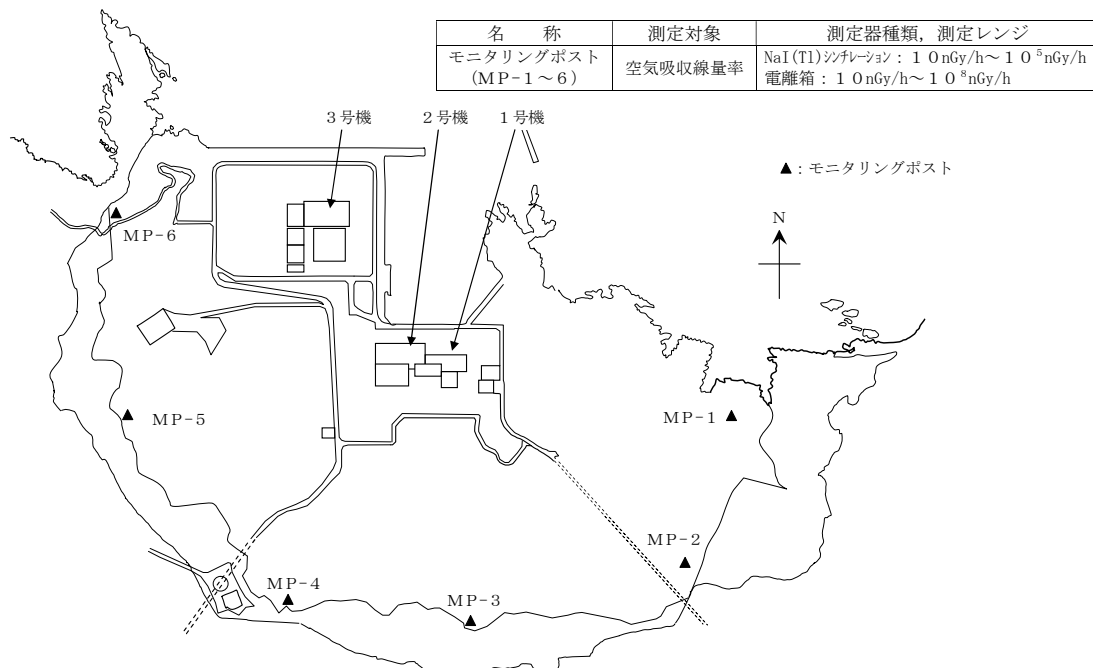 名　称 測定対象 測定器種類，測定レンジ
モニタリングポスト
(ＭＰ-１～６)
空気吸収線量率
NaI(Tl)ｼﾝﾁﾚｰｼｮﾝ：１０nGy/h～１０⁵nGy/h
電離箱：１０nGy/h～１０⁸nGy/h
３号機 ２号機 １号機
▲：モニタリングポスト
N
ＭＰ-６
ＭＰ-５
ＭＰ-１
ＭＰ-２
ＭＰ-４
ＭＰ-３